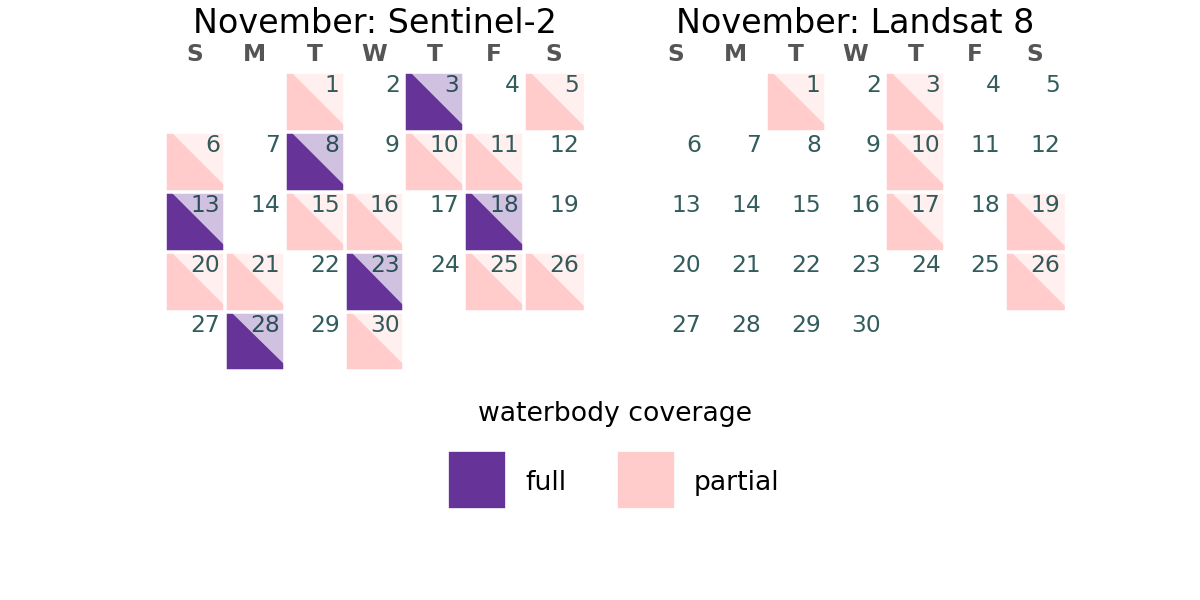 November: Sentinel-2
S M T W T F S
1 2 3 4 5
6 7 8 9 10 11 12
13 14 15 16 17 18 19
20 21 22 23 24 25 26
27 28 29 30
November: Landsat 8
S M T W T F S
1 2 3 4 5
6 7 8 9 10 11 12
13 14 15 16 17 18 19
20 21 22 23 24 25 26
27 28 29 30
waterbody coverage
full
partial